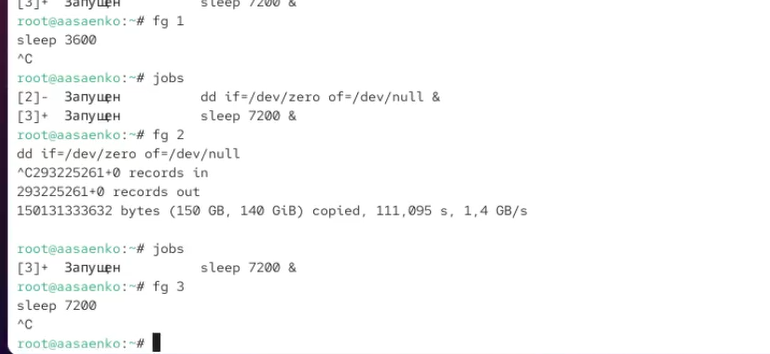 [3]+  Запущен          sleep 7200 &
root@aasaenko:~# fg 1
sleep 3600
^C
root@aasaenko:~# jobs
[2]-  Запущен          dd if=/dev/zero of=/dev/null &
[3]+  Запущен          sleep 7200 &
root@aasaenko:~# fg 2
dd if=/dev/zero of=/dev/null
^C293225261+0 records in
293225261+0 records out
150131333632 bytes (150 GB, 140 GiB) copied, 111,095 s, 1,4 GB/s
root@aasaenko:~# jobs
[3]+  Запущен          sleep 7200 &
root@aasaenko:~# fg 3
sleep 7200
^C
root@aasaenko:~#